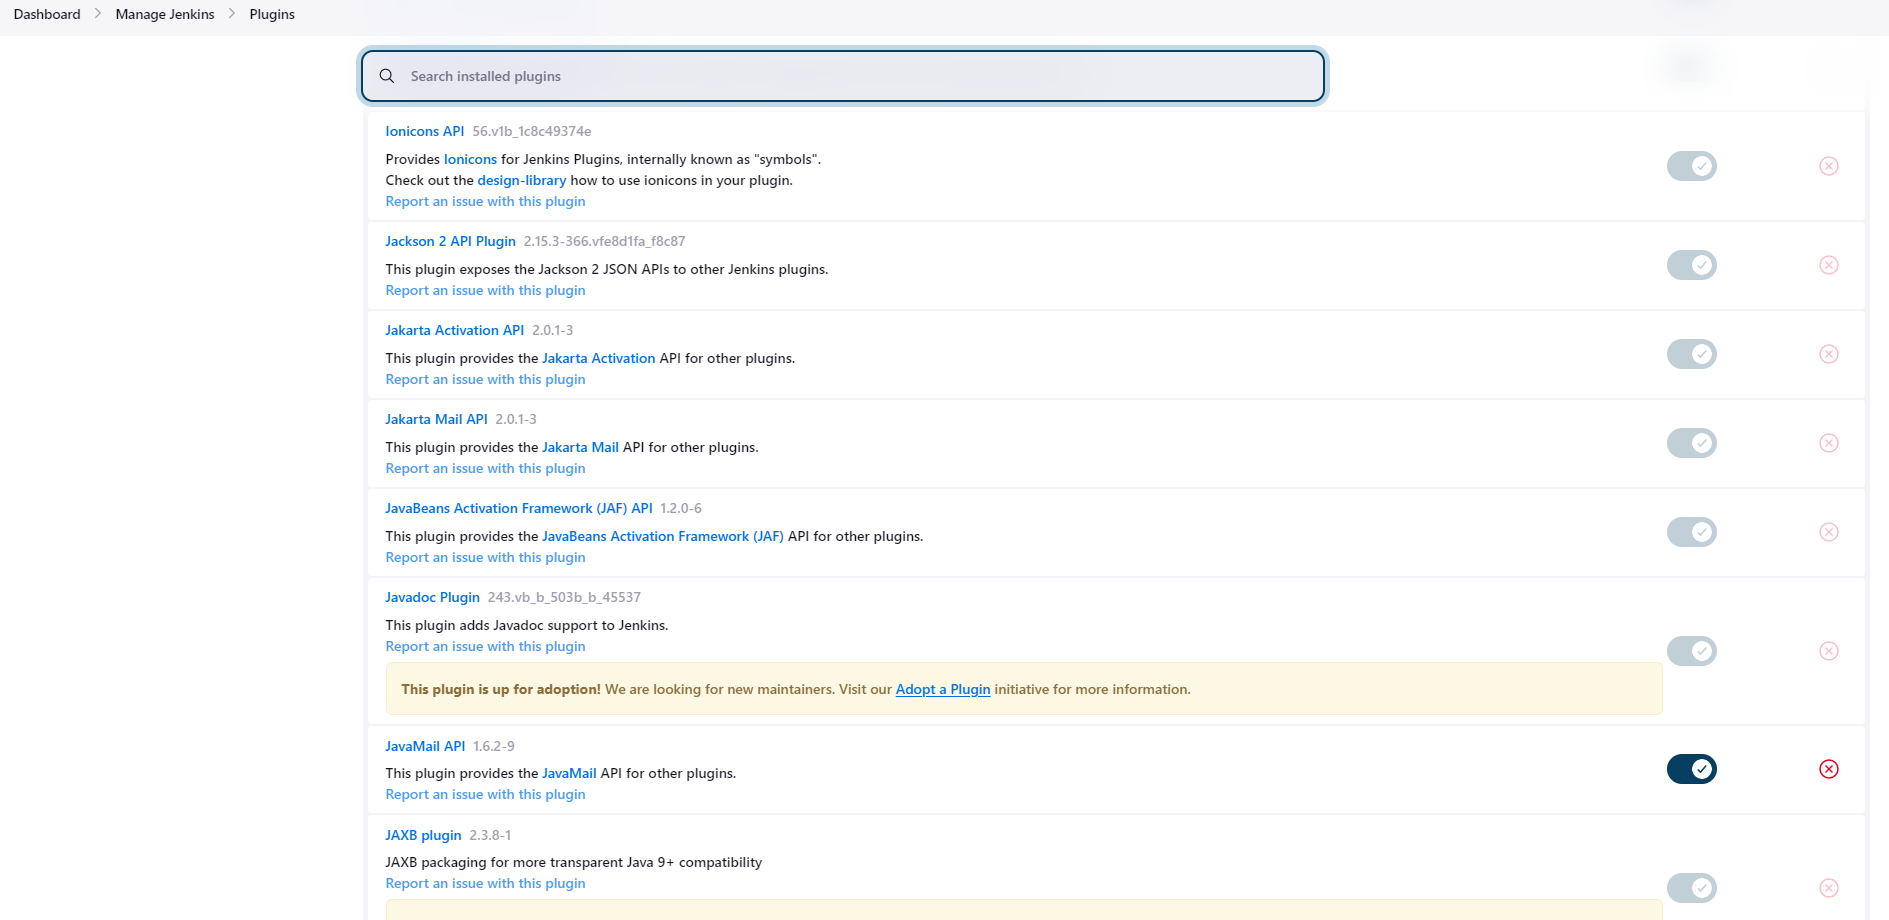 Dashboard > Manage Jenkins > Plugins
Search installed plugins
Ionicons API 56.v1b_1c8c49374e
Provides Ionicons for Jenkins Plugins, internally known as "symbols".
Check out the design-library how to use ionicons in your plugin.
Report an issue with this plugin
Jackson 2 API Plugin 2.15.3-366.vfe8d1fa_f8c87
This plugin exposes the Jackson 2 JSON APIs to other Jenkins plugins.
Report an issue with this plugin
Jakarta Activation API 2.0.1-3
This plugin provides the Jakarta Activation API for other plugins.
Report an issue with this plugin
Jakarta Mail API 2.0.1-3
This plugin provides the Jakarta Mail API for other plugins.
Report an issue with this plugin
JavaBeans Activation Framework (JAF) API 1.2.0-6
This plugin provides the JavaBeans Activation Framework (JAF) API for other plugins.
Report an issue with this plugin
Javadoc Plugin 243.vb_b_503b_b_45537
This plugin adds Javadoc support to Jenkins.
Report an issue with this plugin
This plugin is up for adoption! We are looking for new maintainers. Visit our Adopt a Plugin initiative for more information.
JavaMail API 1.6.2-9
This plugin provides the JavaMail API for other plugins.
Report an issue with this plugin
JAXB plugin 2.3.8-1
JAXB packaging for more transparent Java 9+ compatibility
Report an issue with this plugin